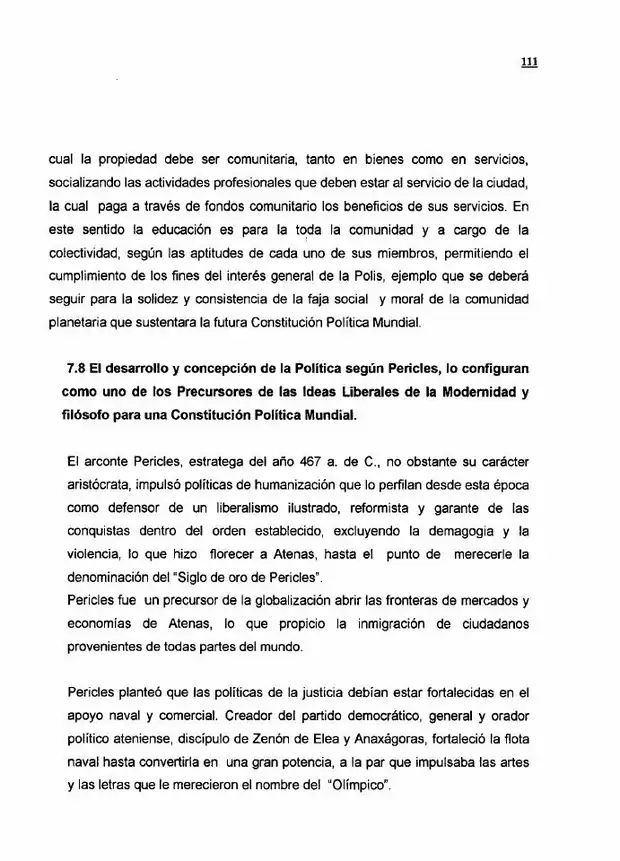 111
cual la propiedad debe ser comunitaria, tanto en bienes como en servicios,
socializando las actividades profesionales que deben estar al servicio de la ciudad,
la cual paga a través de fondos comunitario los beneficios de sus servicios. En
este sentido la educación es para la toda la comunidad y a cargo de la
colectividad, según las aptitudes de cada uno de sus miembros, permitiendo el
cumplimiento de los fines del interés general de la Polis, ejemplo que se deberá
seguir para la solidez y consistencia de la faja social y moral de la comunidad
planetaria que sustentara la futura Constitución Política Mundial.
7.8 El desarrollo y concepción de la Política según Pericles, lo configuran
como uno de los Precursores de las Ideas Liberales de la Modernidad y
filósofo para una Constitución Política Mundial.
El arconte Pericles, estratega del año 467 a. de C., no obstante su carácter
aristócrata, impulsó políticas de humanización que lo perfilan desde esta época
como defensor de un liberalismo ilustrado, reformista y garante de las
conquistas dentro del orden establecido, excluyendo la demagogia y la
violencia, lo que hizo florecer a Atenas, hasta el punto de merecerle la
denominación del "Siglo de oro de Pericles".
Pericles fue un precursor de la globalización abrir las fronteras de mercados y
economías de Atenas, lo que propicio la inmigración de ciudadanos
provenientes de todas partes del mundo.
Pericles planteó que las políticas de la justicia debían estar fortalecidas en el
apoyo naval y comercial. Creador del partido democrático, general y orador
político ateniense, discípulo de Zenón de Elea y Anaxágoras, fortaleció la flota
naval hasta convertirla en una gran potencia, a la par que impulsaba las artes
y las letras que le merecieron el nombre del "Olímpico".